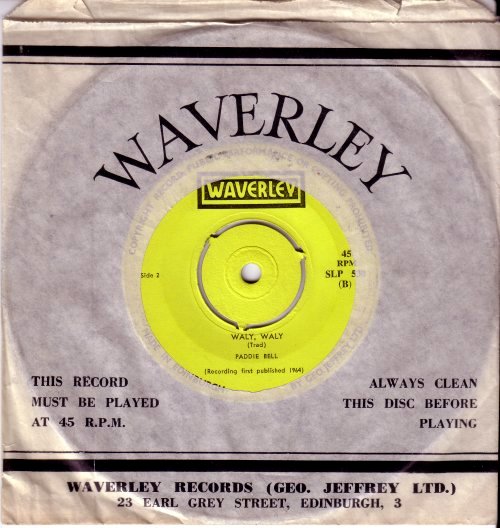 WAVERLEY
COPYRIGHT
WAVERLEY
Side 2
45
RPM
SLP 5
(B)
WALY, WALY
(Trad)
PADDIE BELL
(Recording first published 1964)
THIS RECORD
MUST BE PLAYED
AT 45 R.P.M.
ALWAYS CLEAN
THIS DISC BEFORE
PLAYING
WAVERLEY RECORDS (GEO. JEFFREY LTD.)
23 EARL GREY STREET, EDINBURGH, 3